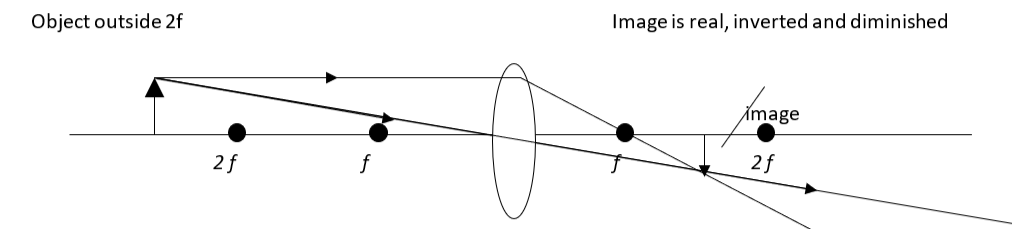 Object outside 2f
Image is real, inverted and diminished
image
2 f
f
f
2 f